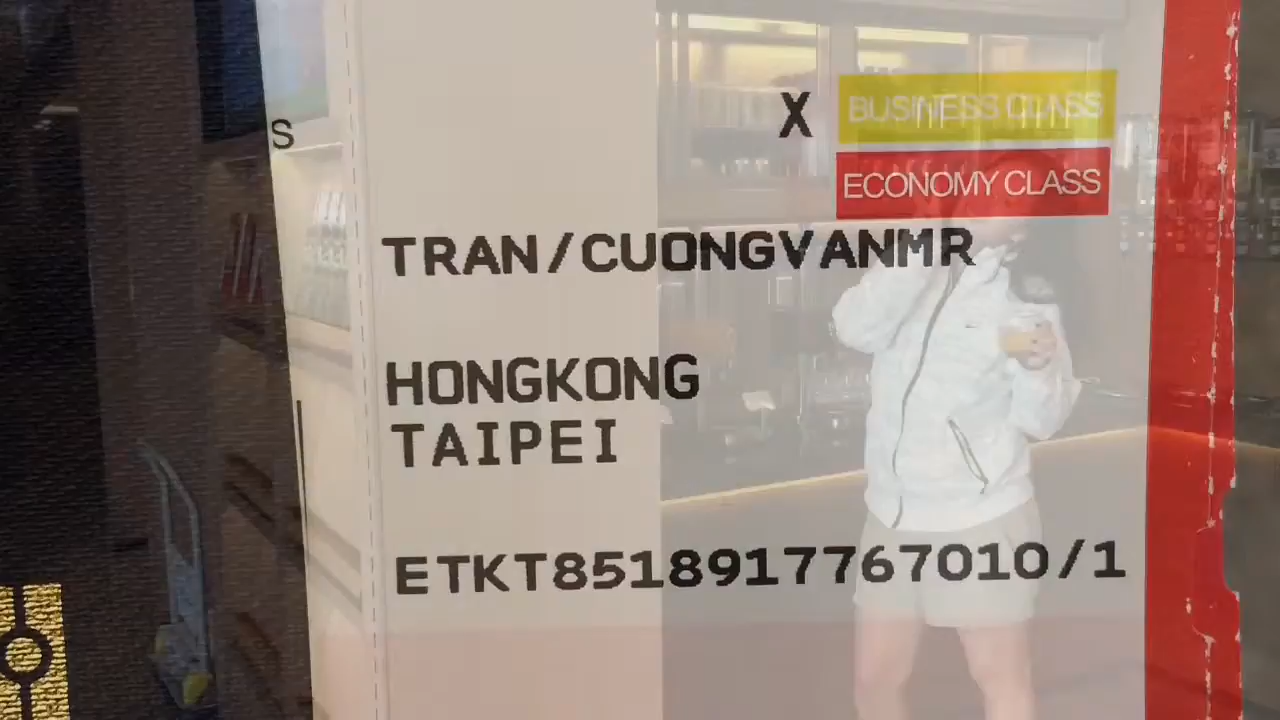 S
X BUSINESS CLASS
ECONOMY CLASS
TRAN/CUONGVANMR
HONGKONG
TAIPEI
ETKT8518917767010/1